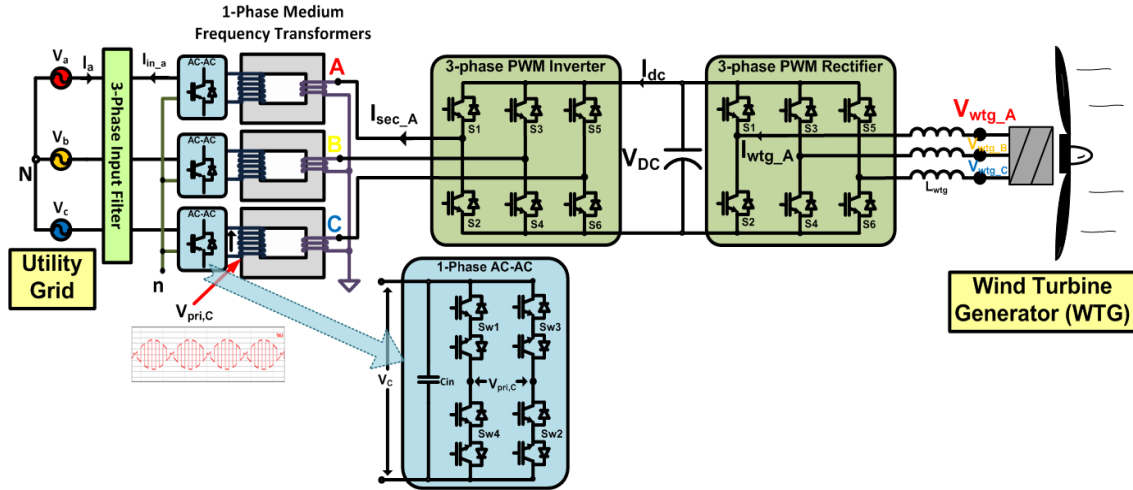 1-Phase Medium
Frequency Transformers
Va
Ia
Iin_a
AC-AC
A
3-phase PWM Inverter
Idc
3-phase PWM Rectifier
S1
S3
S5
S1
S3
S5
Isec_A
Vwtg_A
3-Phase Input Filter
Vb
AC-AC
B
N
VDC
Iwtg_A
Vwtg_B
Vwtg_C
Lwtg
Vc
AC-AC
C
S2
S4
S6
S2
S4
S6
Utility
Grid
n
Vpri,C
1-Phase AC-AC
Wind Turbine
Generator (WTG)
Sw1
Sw3
Vc
Cin
Vpri,C
Sw4
Sw2